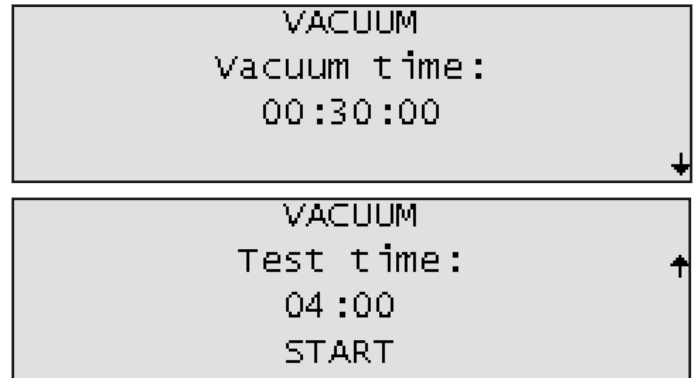 VACUUM
Vacuum time:
00:30:00
VACUUM
Test time:
04:00
START